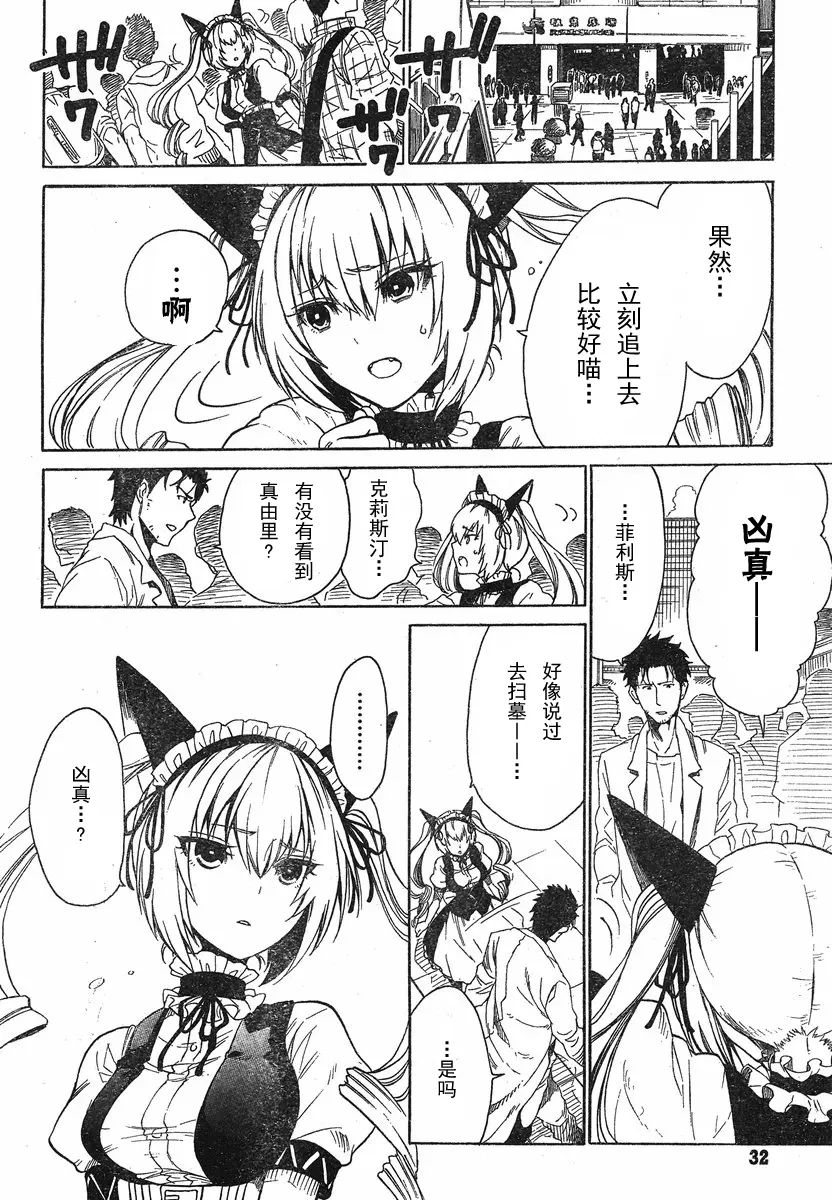 ザワ
ザワ
果然…
立刻追上去
比较好喵…
…啊
凶真——
…菲利斯…
克莉斯汀…
有没有看到
真由里？
好像说过
去扫墓——…
…是吗
…………
凶真…？
32